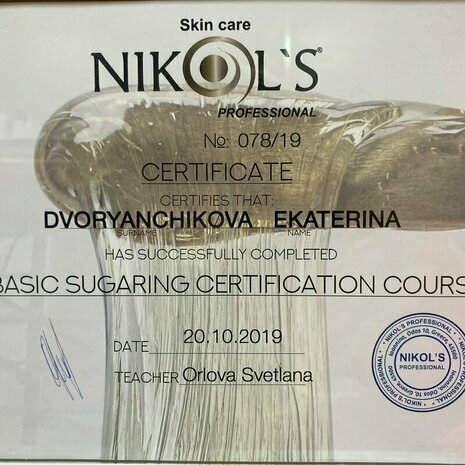 Skin care
NIKOL`S®
PROFESSIONAL
№: 078/19
CERTIFICATE
CERTIFIES THAT:
DVORYANCHIKOVA EKATERINA
SURNAME NAME
HAS SUCCESSFULLY COMPLETED
BASIC SUGARING CERTIFICATION COURS
DATE 20.10.2019
TEACHER Orlova Svetlana
NIKOL'S PROFESSIONAL
NIKOL'S
PROFESSIONAL